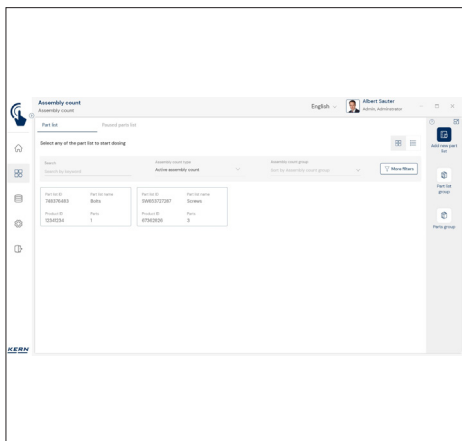 Assembly count
Assembly count
English
Albert Sauter
Admin, Administrator
Part list
Paused parts list
Select any of the part list to start dosing
Add new part list
Search
Search by keyword
Assembly count type
Active assembly count
Assembly count group
Sort by Assembly count group
More filters
Part list ID
Part list name
Bolts
Product ID
12341234
Parts
1
Part list ID
Part list name
Screws
Product ID
Parts
3
Part list group
Parts group
KERN